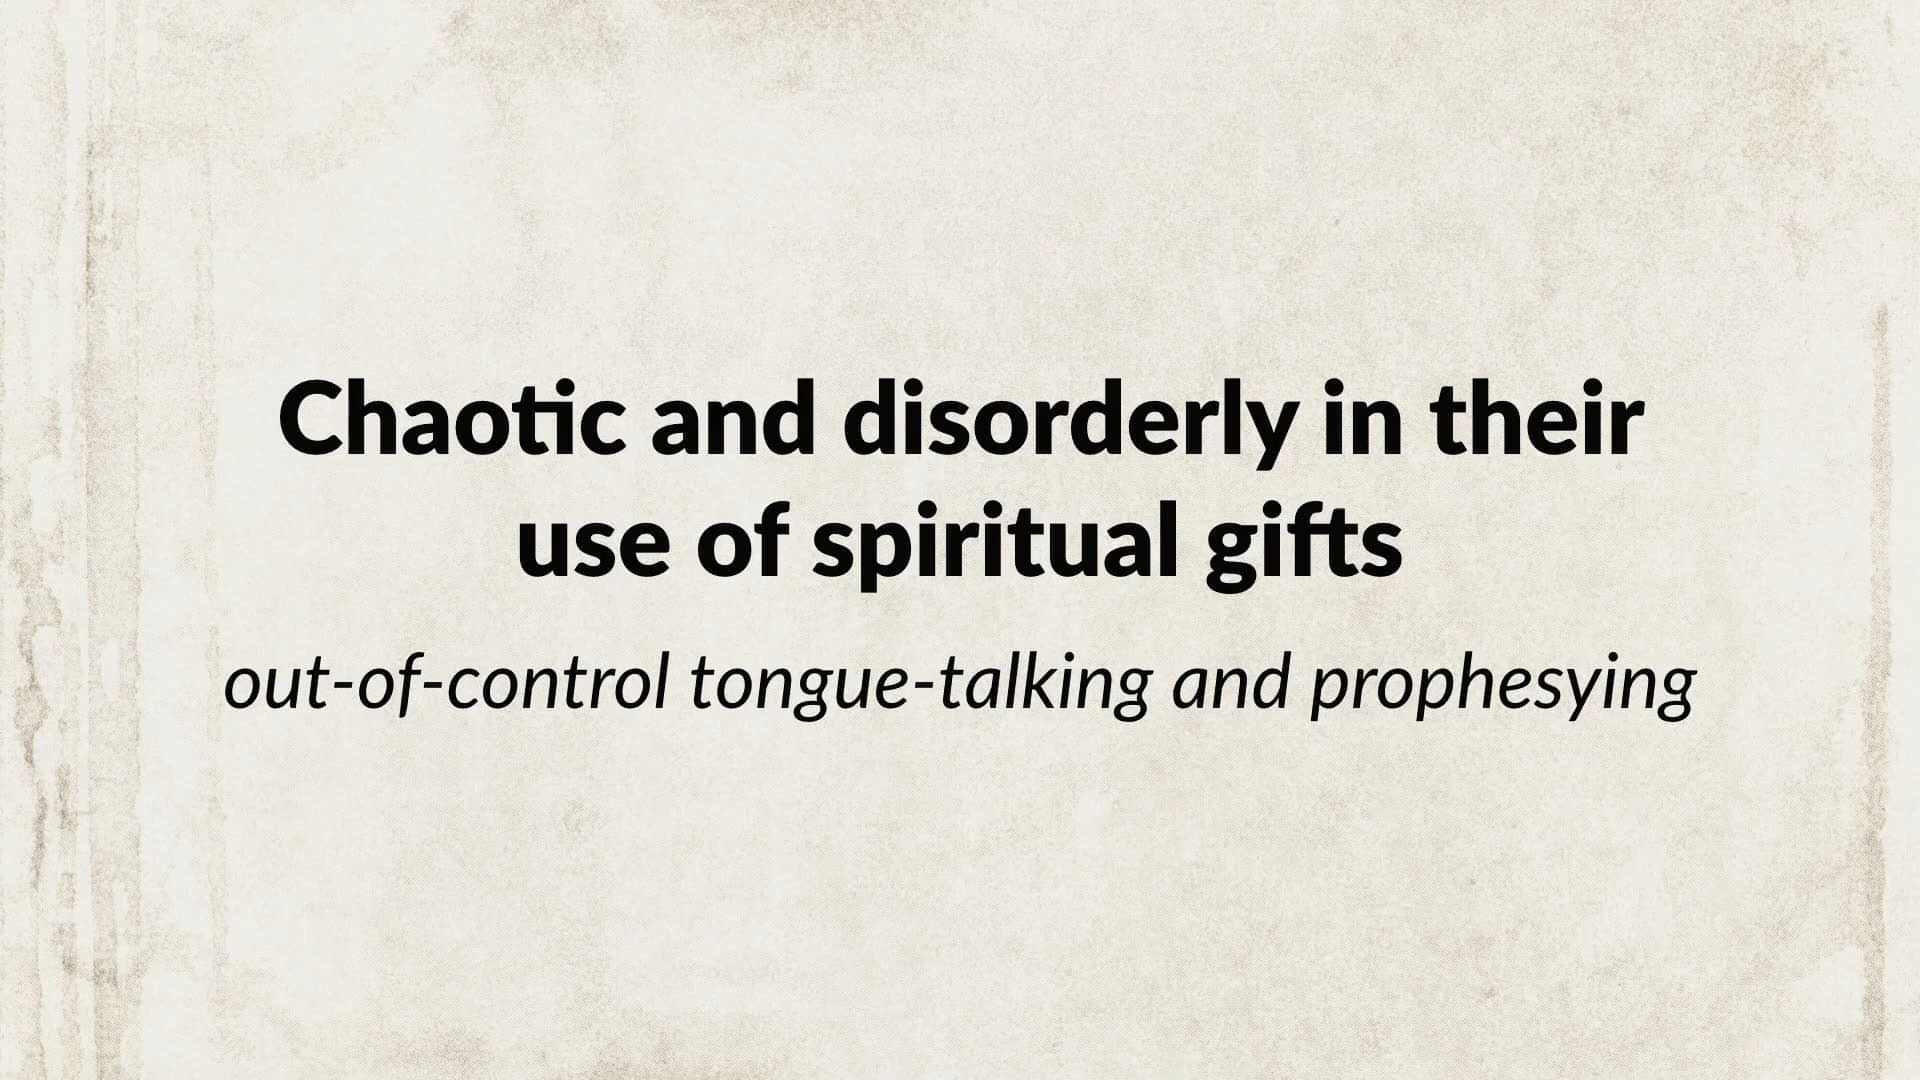 Chaotic and disorderly in their
use of spiritual gifts
out-of-control tongue-talking and prophesying